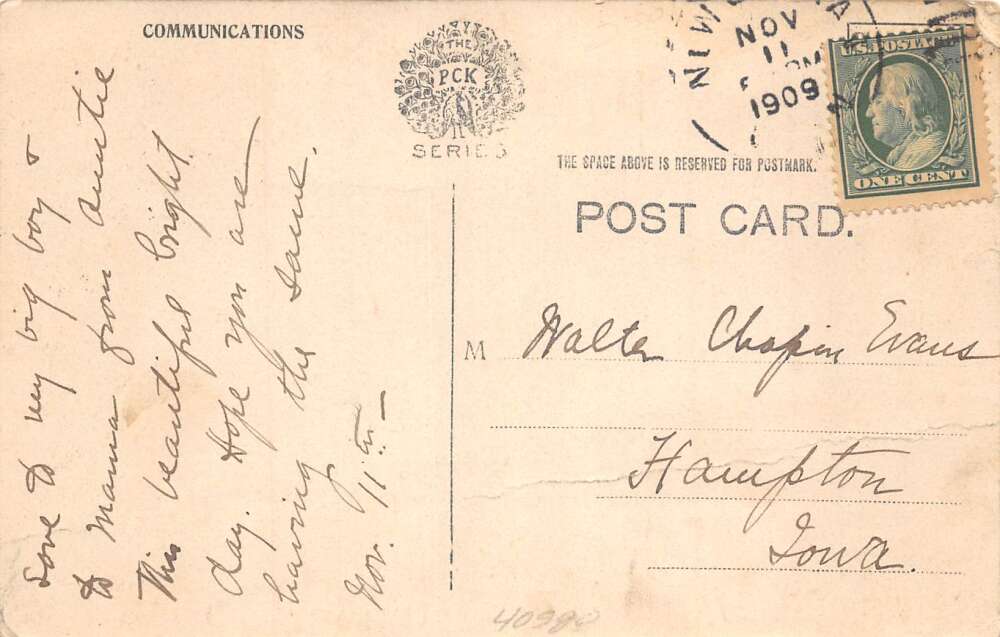 COMMUNICATIONS
THE
PCK
SERIES
NOV
11
1909
MIN
U.S. POSTAGE
ONE CENT
THE SPACE ABOVE IS RESERVED FOR POSTMARK.
POST CARD.
Love to my big boy &
to Mama from Auntie
This beautiful bright
day. Hope you are
having the same.
Nov. 11th –
M Walter Chapin Evans
Hampton
Iowa.
40980